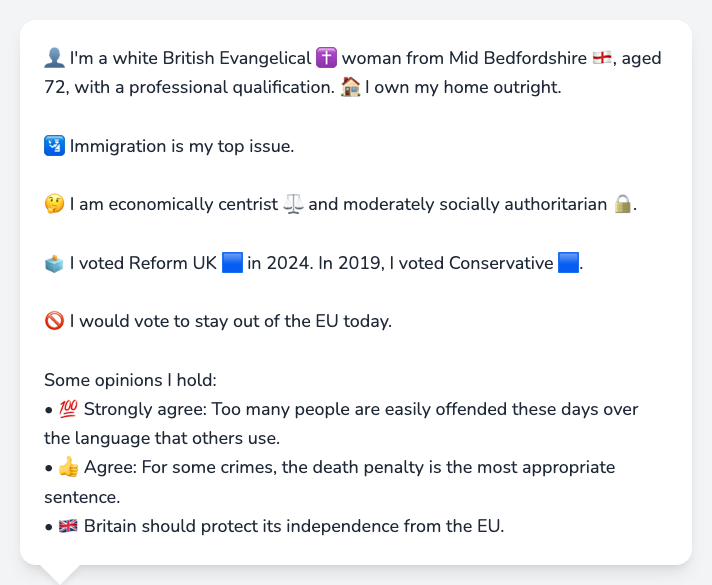 👤 I'm a white British Evangelical ✝️ woman from Mid Bedfordshire 🏴󠁧󠁢󠁥󠁮󠁧󠁿, aged
72, with a professional qualification. 🏠 I own my home outright.
🛂 Immigration is my top issue.
🤔 I am economically centrist ⚖️ and moderately socially authoritarian 🔒.
🗳️ I voted Reform UK 🟦 in 2024. In 2019, I voted Conservative 🟦.
🚫 I would vote to stay out of the EU today.
Some opinions I hold:
• 💯 Strongly agree: Too many people are easily offended these days over
the language that others use.
• 👍 Agree: For some crimes, the death penalty is the most appropriate
sentence.
• 🇬🇧 Britain should protect its independence from the EU.